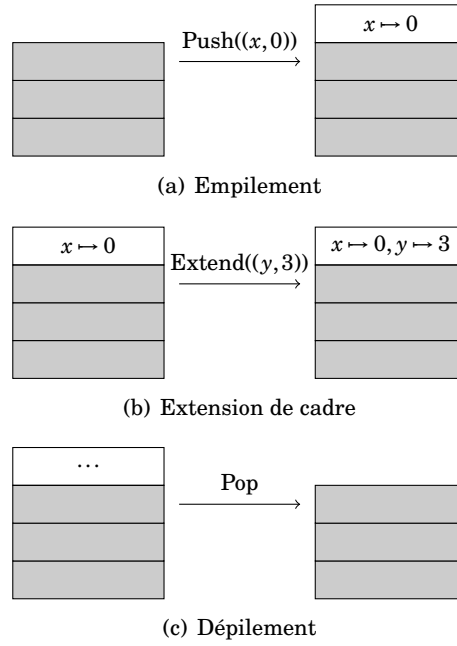 Push((x,0))
x ↦ 0
(a) Empilement
x ↦ 0
Extend((y,3))
x ↦ 0, y ↦ 3
(b) Extension de cadre
...
Pop
(c) Dépilement